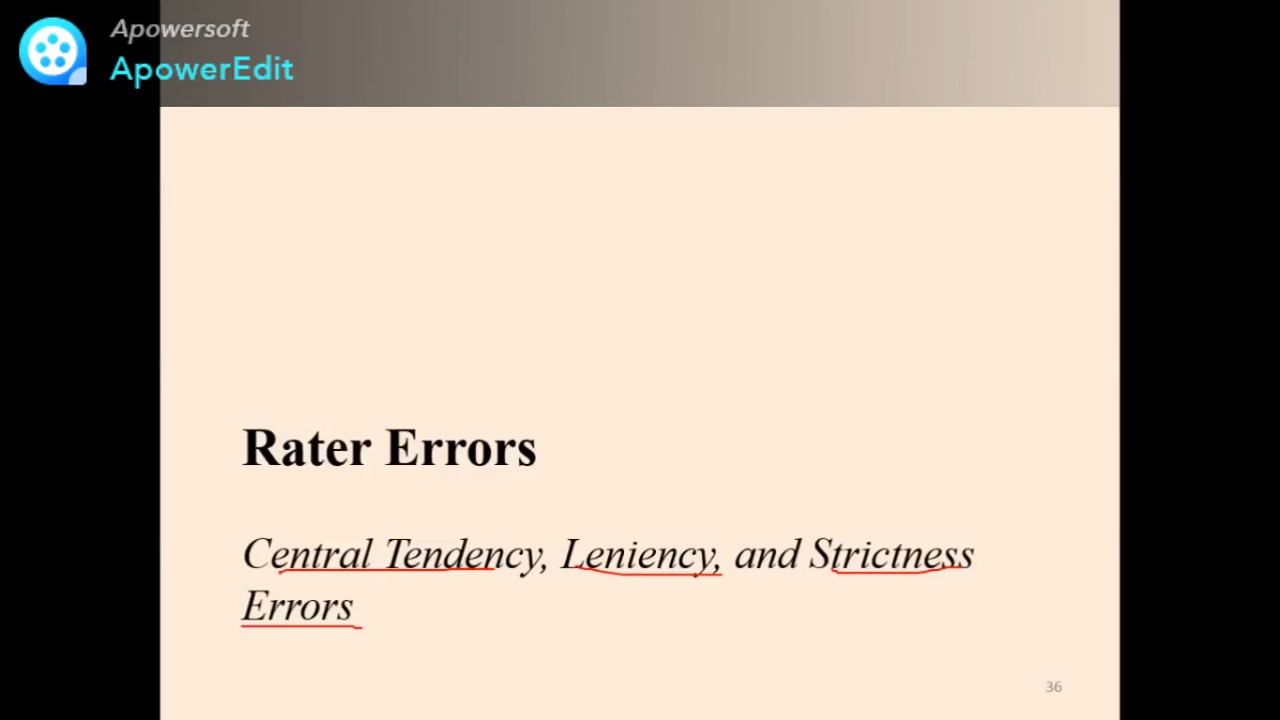 Apowersoft
ApowerEdit
Rater Errors
Central Tendency, Leniency, and Strictness
Errors
36